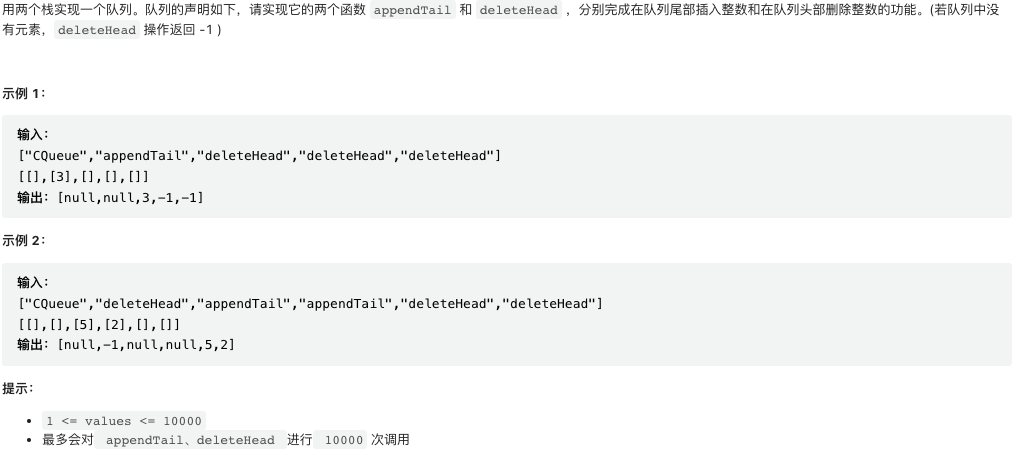 用两个栈实现一个队列。队列的声明如下，请实现它的两个函数 appendTail 和 deleteHead ，分别完成在队列尾部插入整数和在队列头部删除整数的功能。(若队列中没
有元素，deleteHead 操作返回 -1 )
示例 1：
输入：
["CQueue","appendTail","deleteHead","deleteHead","deleteHead"]
[[],[3],[],[],[]]
输出：[null,null,3,-1,-1]
示例 2：
输入：
["CQueue","deleteHead","appendTail","appendTail","deleteHead","deleteHead"]
[[],[],[5],[2],[],[]]
输出：[null,-1,null,null,5,2]
提示：
• 1 <= values <= 10000
• 最多会对 appendTail、deleteHead 进行 10000 次调用